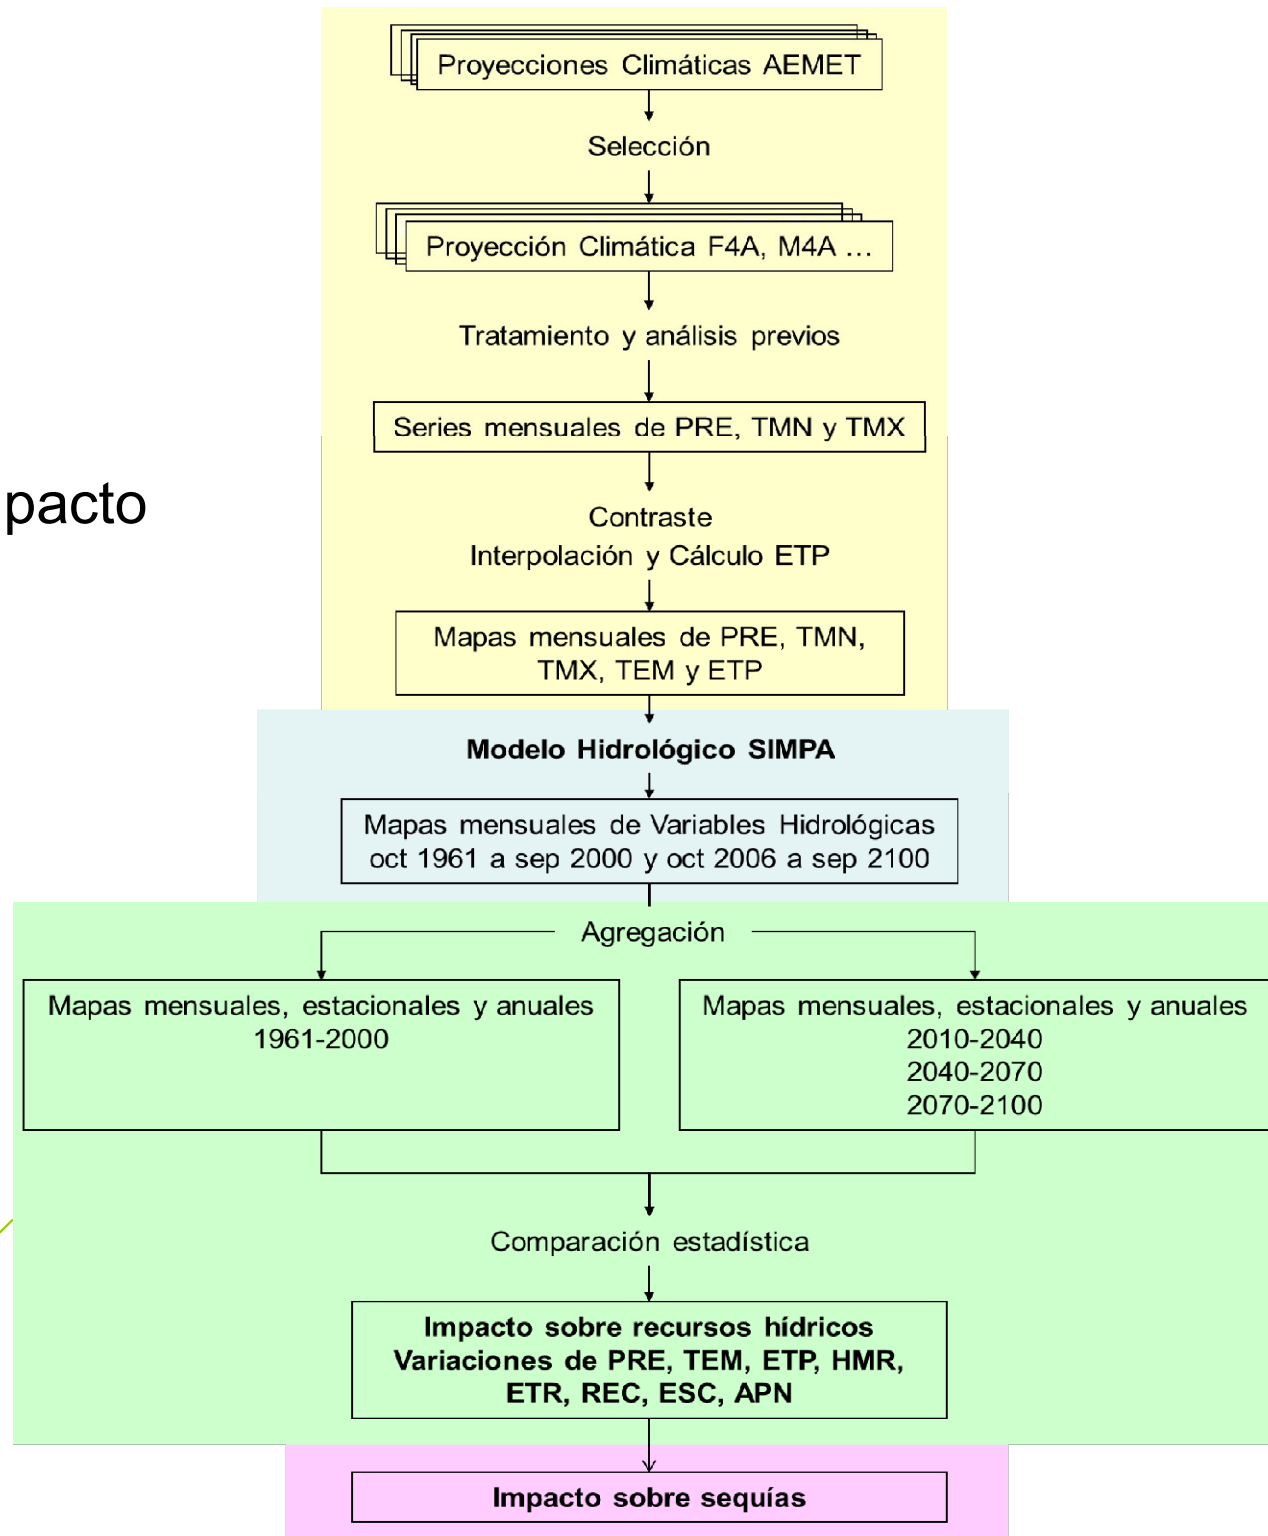 Proyecciones Climáticas AEMET
Selección
Proyección Climática F4A, M4A ...
Tratamiento y análisis previos
Series mensuales de PRE, TMN y TMX
pacto
Contraste
Interpolación y Cálculo ETP
Mapas mensuales de PRE, TMN,
TMX, TEM y ETP
Modelo Hidrológico SIMPA
Mapas mensuales de Variables Hidrológicas
oct 1961 a sep 2000 y oct 2006 a sep 2100
Agregación
Mapas mensuales, estacionales y anuales
1961-2000
Mapas mensuales, estacionales y anuales
2010-2040
2040-2070
2070-2100
Comparación estadística
Impacto sobre recursos hídricos
Variaciones de PRE, TEM, ETP, HMR,
ETR, REC, ESC, APN
Impacto sobre sequías